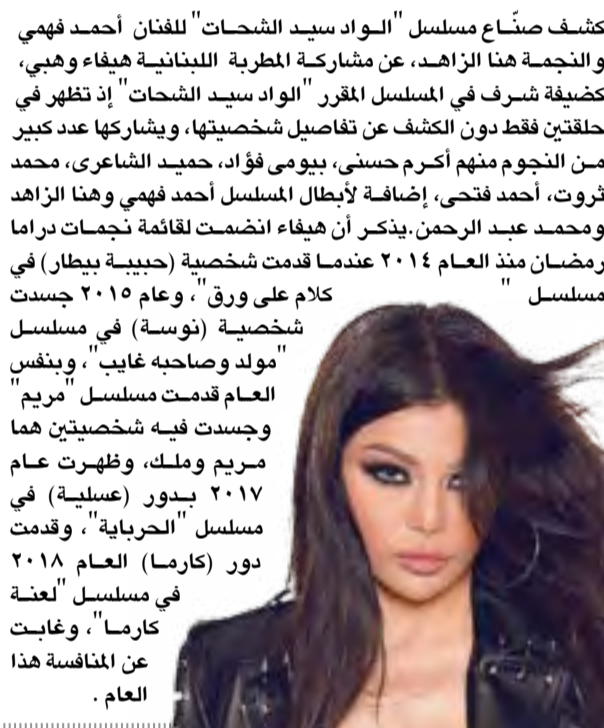 كشف صنّاع مسلسل "الواد سيد الشحات" للفنان أحمد فهمي
والنجمة هنا الزاهد، عن مشاركة المطربة اللبنانية هيفاء وهبي،
كضيفة شرف في المسلسل المقرر "الواد سيد الشحات" إذ تظهر في
حلقتين فقط دون الكشف عن تفاصيل شخصيتها، ويشاركها عدد كبير
من النجوم منهم أكرم حسنى، بيومى فؤاد، حميد الشاعرى، محمد
ثروت، أحمد فتحى، إضافة لأبطال المسلسل أحمد فهمي وهنا الزاهد
ومحمد عبد الرحمن.يذكر أن هيفاء انضمت لقائمة نجمات دراما
رمضان منذ العام ٢٠١٤ عندما قدمت شخصية (حبيبة بيطار) في
مسلسل " كلام على ورق"، وعام ٢٠١٥ جسدت
شخصية (نوسة) في مسلسل
"مولد وصاحبه غايب"، وبنفس
العام قدمت مسلسل "مريم"
وجسدت فيه شخصيتين هما
مريم وملك، وظهرت عام
٢٠١٧ بدور (عسلية) في
مسلسل "الحرباية"، وقدمت
دور (كارما) العام ٢٠١٨
في مسلسل "لعنة
كارما"، وغابت
عن المنافسة هذا
العام .